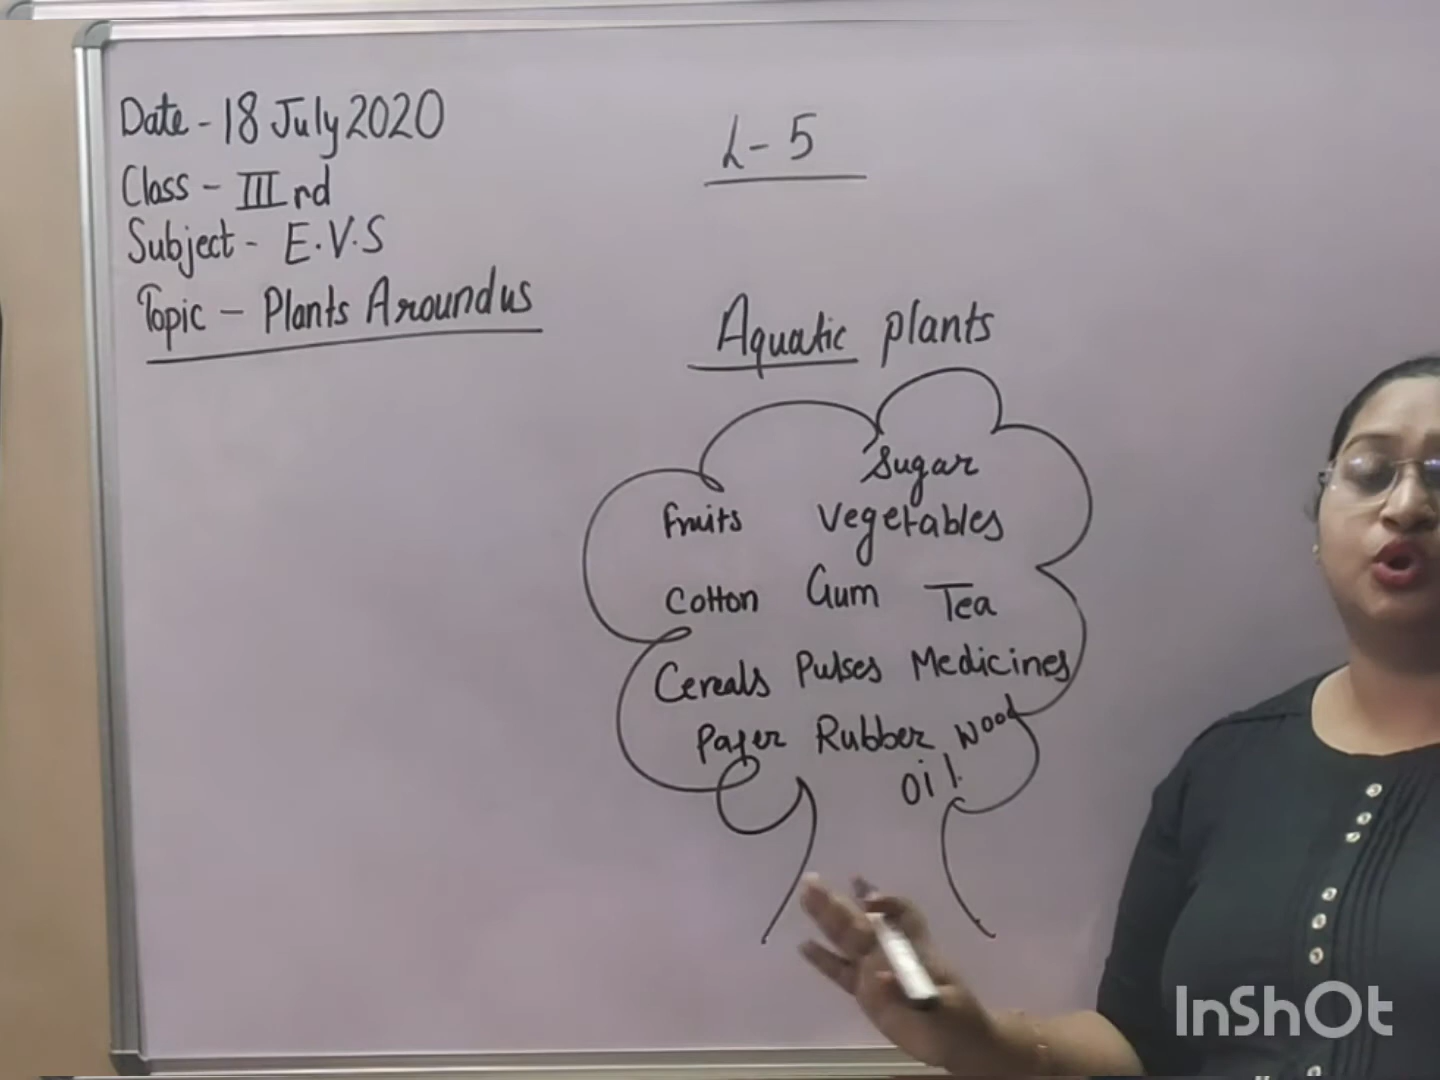 Date - 18 July 2020
Class - III rd
Subject - E.V.S
Topic - Plants Around us
L - 5
Aquatic plants
Sugar
Fruits Vegetables
Cotton Gum Tea
Cereals Pulses Medicines
Paper Rubber Wood
Oil
InShOt